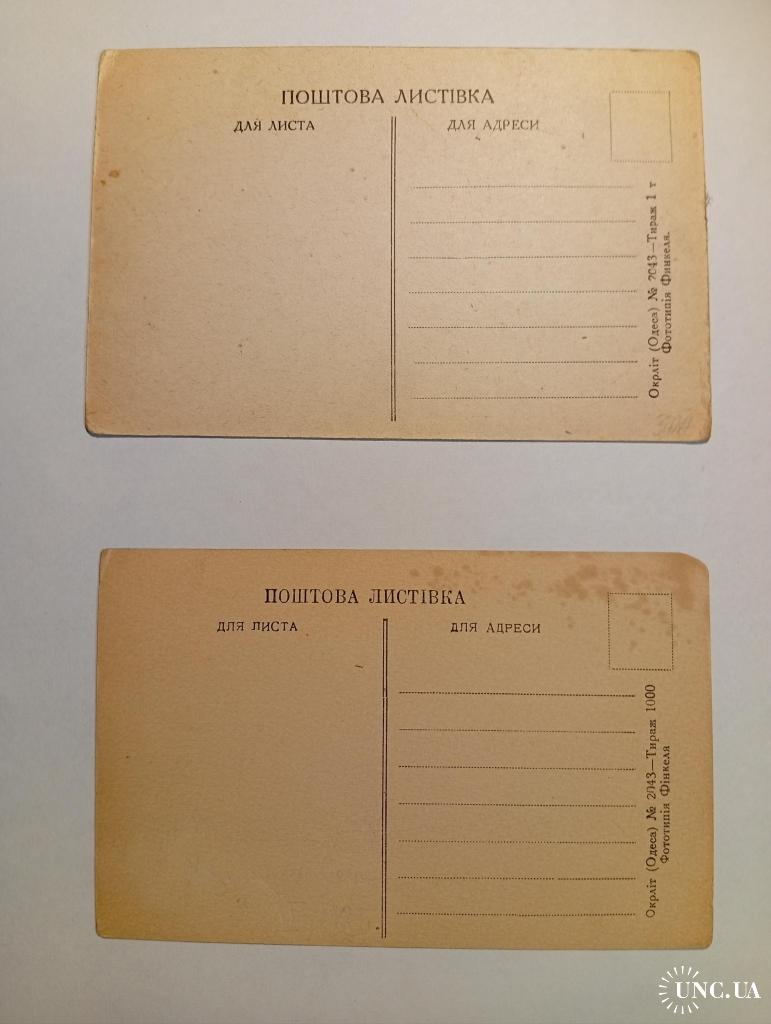 ПОШТОВА ЛИСТІВКА
ДЛЯ ЛИСТА
ДЛЯ АДРЕСИ
Окрліт (Одеса) № 2043—Тираж 1 т
Фототипія Финкеля.
ПОШТОВА ЛИСТІВКА
ДЛЯ ЛИСТА
ДЛЯ АДРЕСИ
Окрліт (Одеса) № 2043—Тираж 1000
Фототипія Фінкеля
UNC.UA